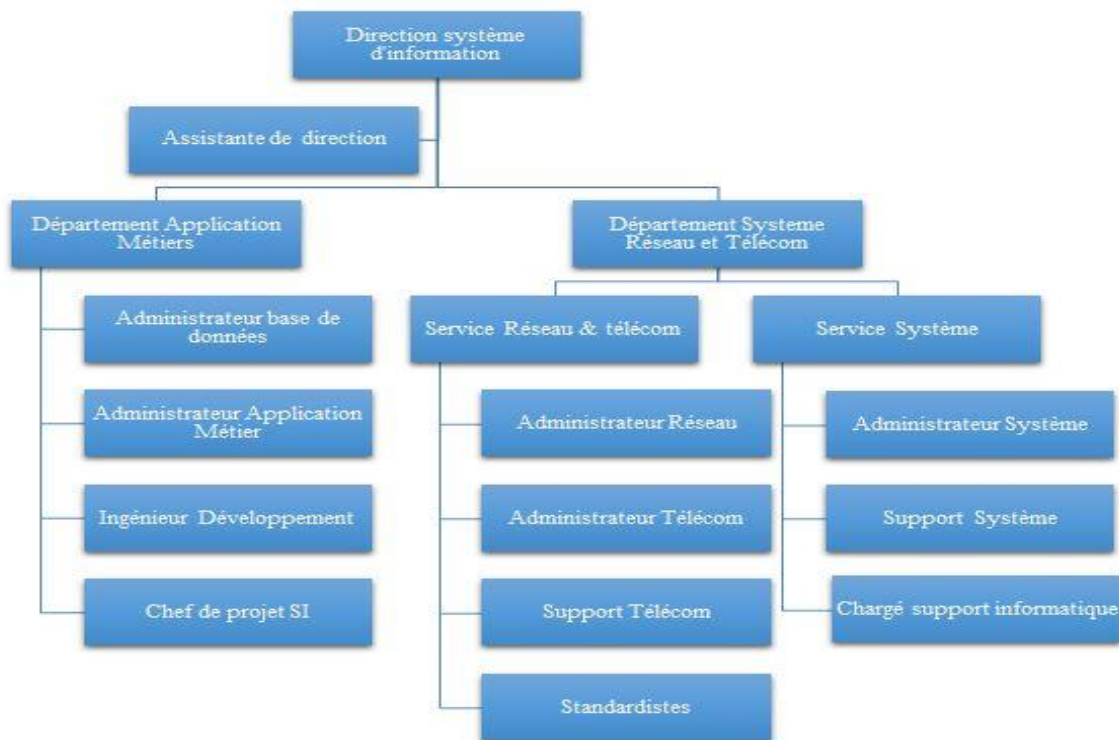 Direction système
d'information
Assistante de direction
Département Application
Métiers
Département Systeme
Réseau et Télécom
Administrateur base de
données
Service Réseau & télécom
Service Système
Administrateur Application
Métier
Administrateur Réseau
Administrateur Système
Ingénieur Développement
Administrateur Télécom
Support Système
Chef de projet SI
Support Télécom
Chargé support informatique
Standardistes